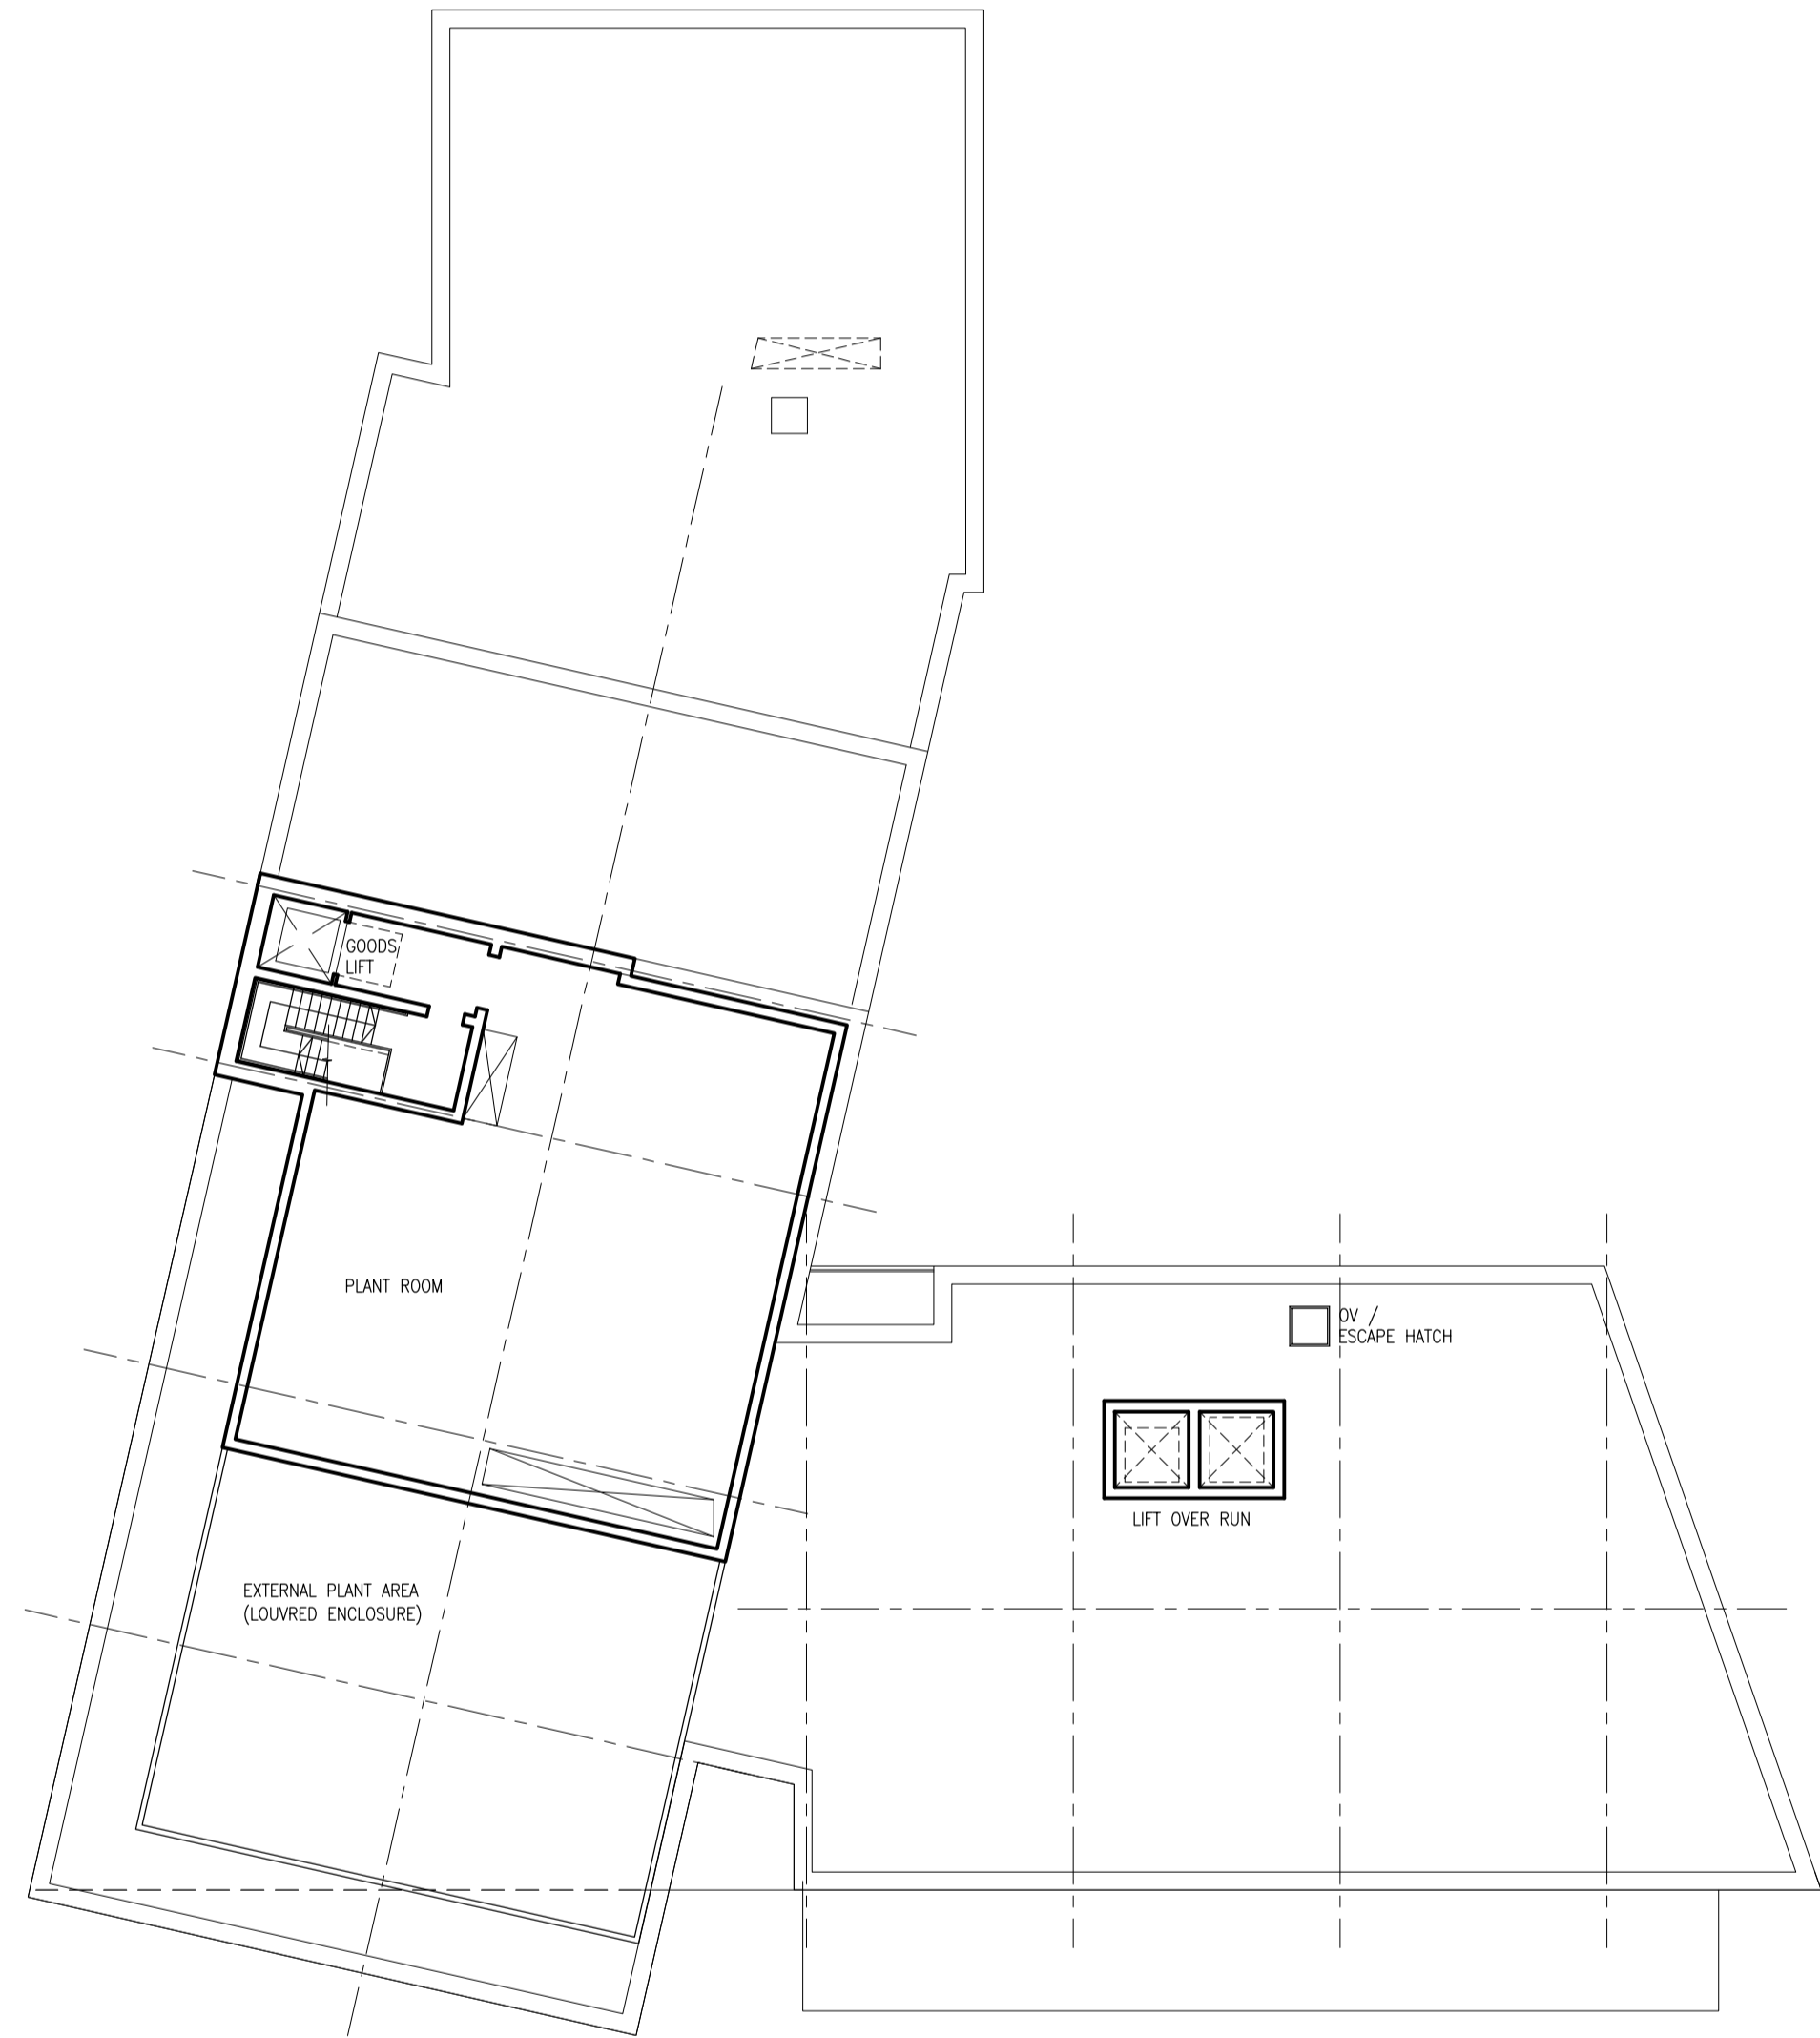 GOODS
LIFT
PLANT ROOM
OV /
ESCAPE HATCH
LIFT OVER RUN
EXTERNAL PLANT AREA
(LOUVRED ENCLOSURE)